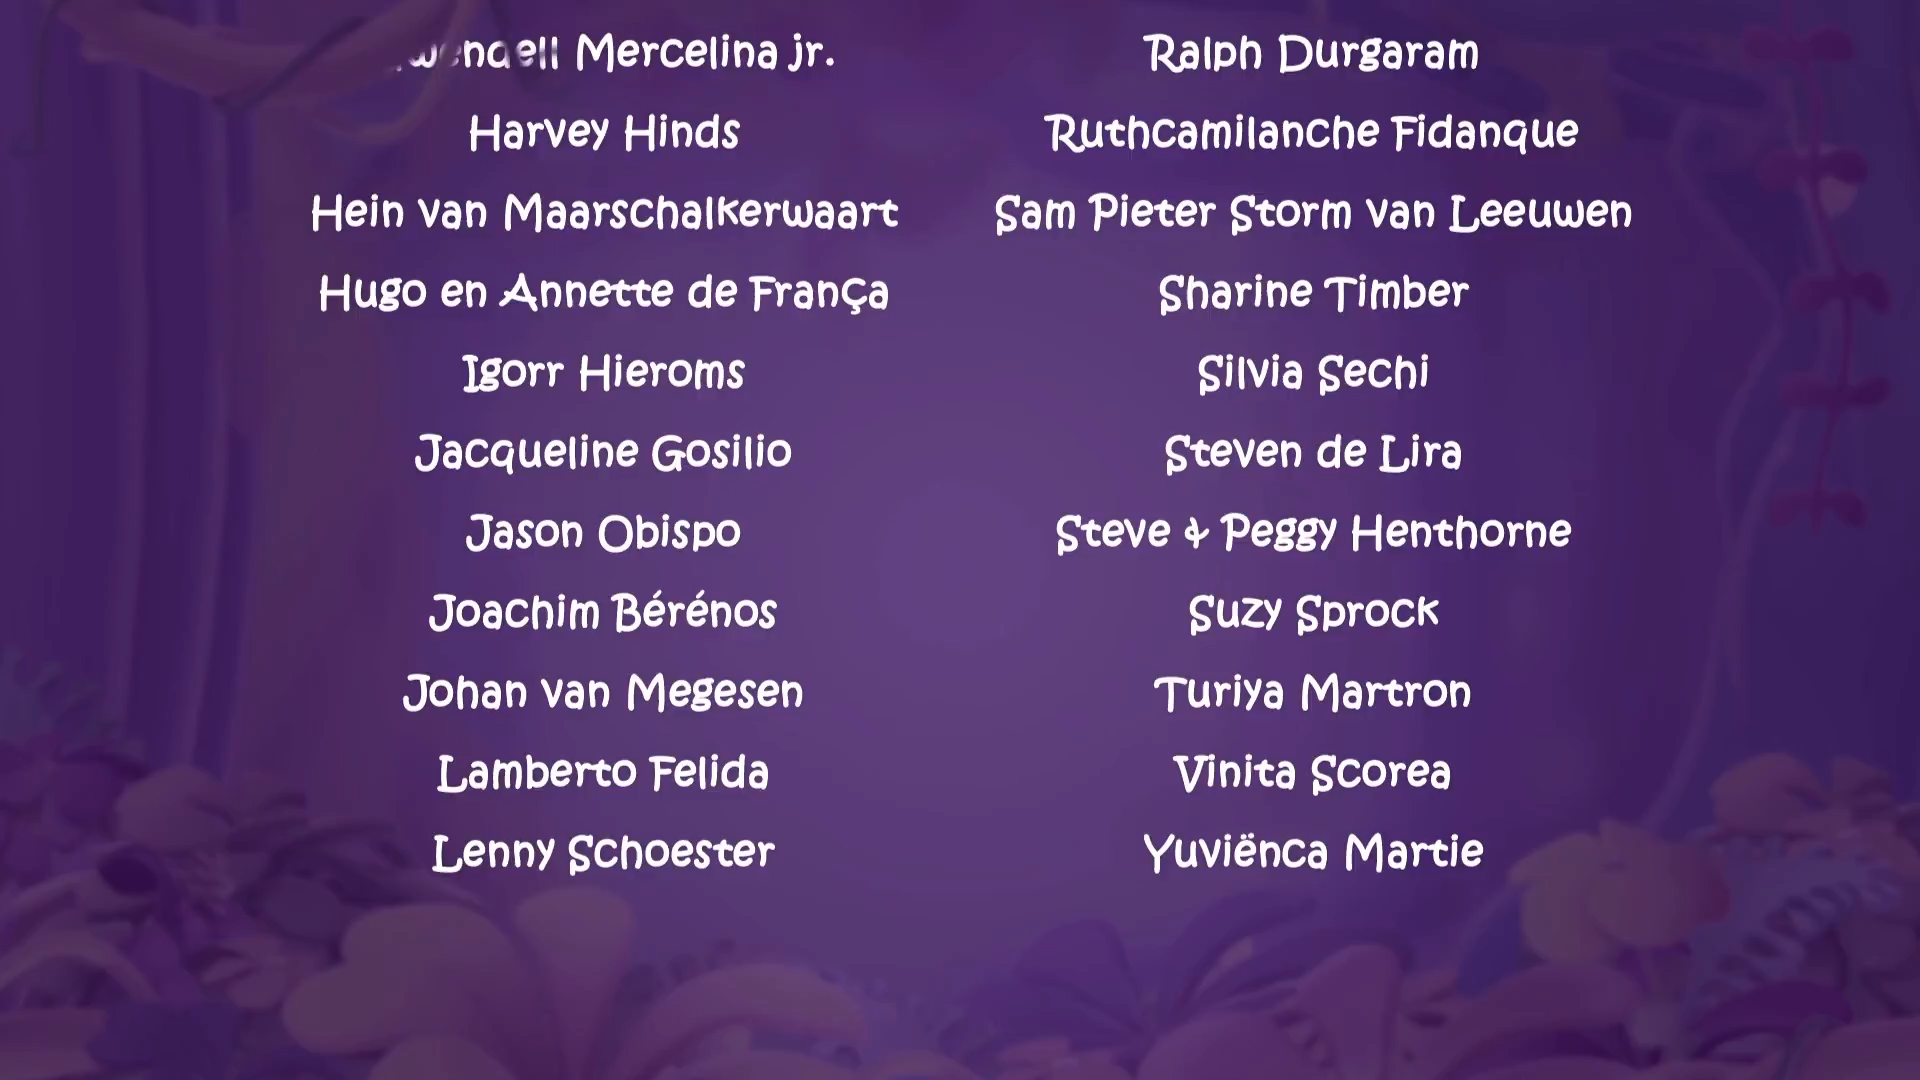 Mercelina jr.
Harvey Hinds
Hein van Maarschalkerwaart
Hugo en Annette de França
Igorr Hieroms
Jacqueline Gosilio
Jason Obispo
Joachim Bérénos
Johan van Megesen
Lamberto Felida
Lenny Schoester
Ralph Durgaram
Ruthcamilanche Fidanque
Sam Pieter Storm van Leeuwen
Sharine Timber
Silvia Sechi
Steven de Lira
Steve & Peggy Henthorne
Suzy Sprock
Turiya Martron
Vinita Scorea
Yuviënca Martie